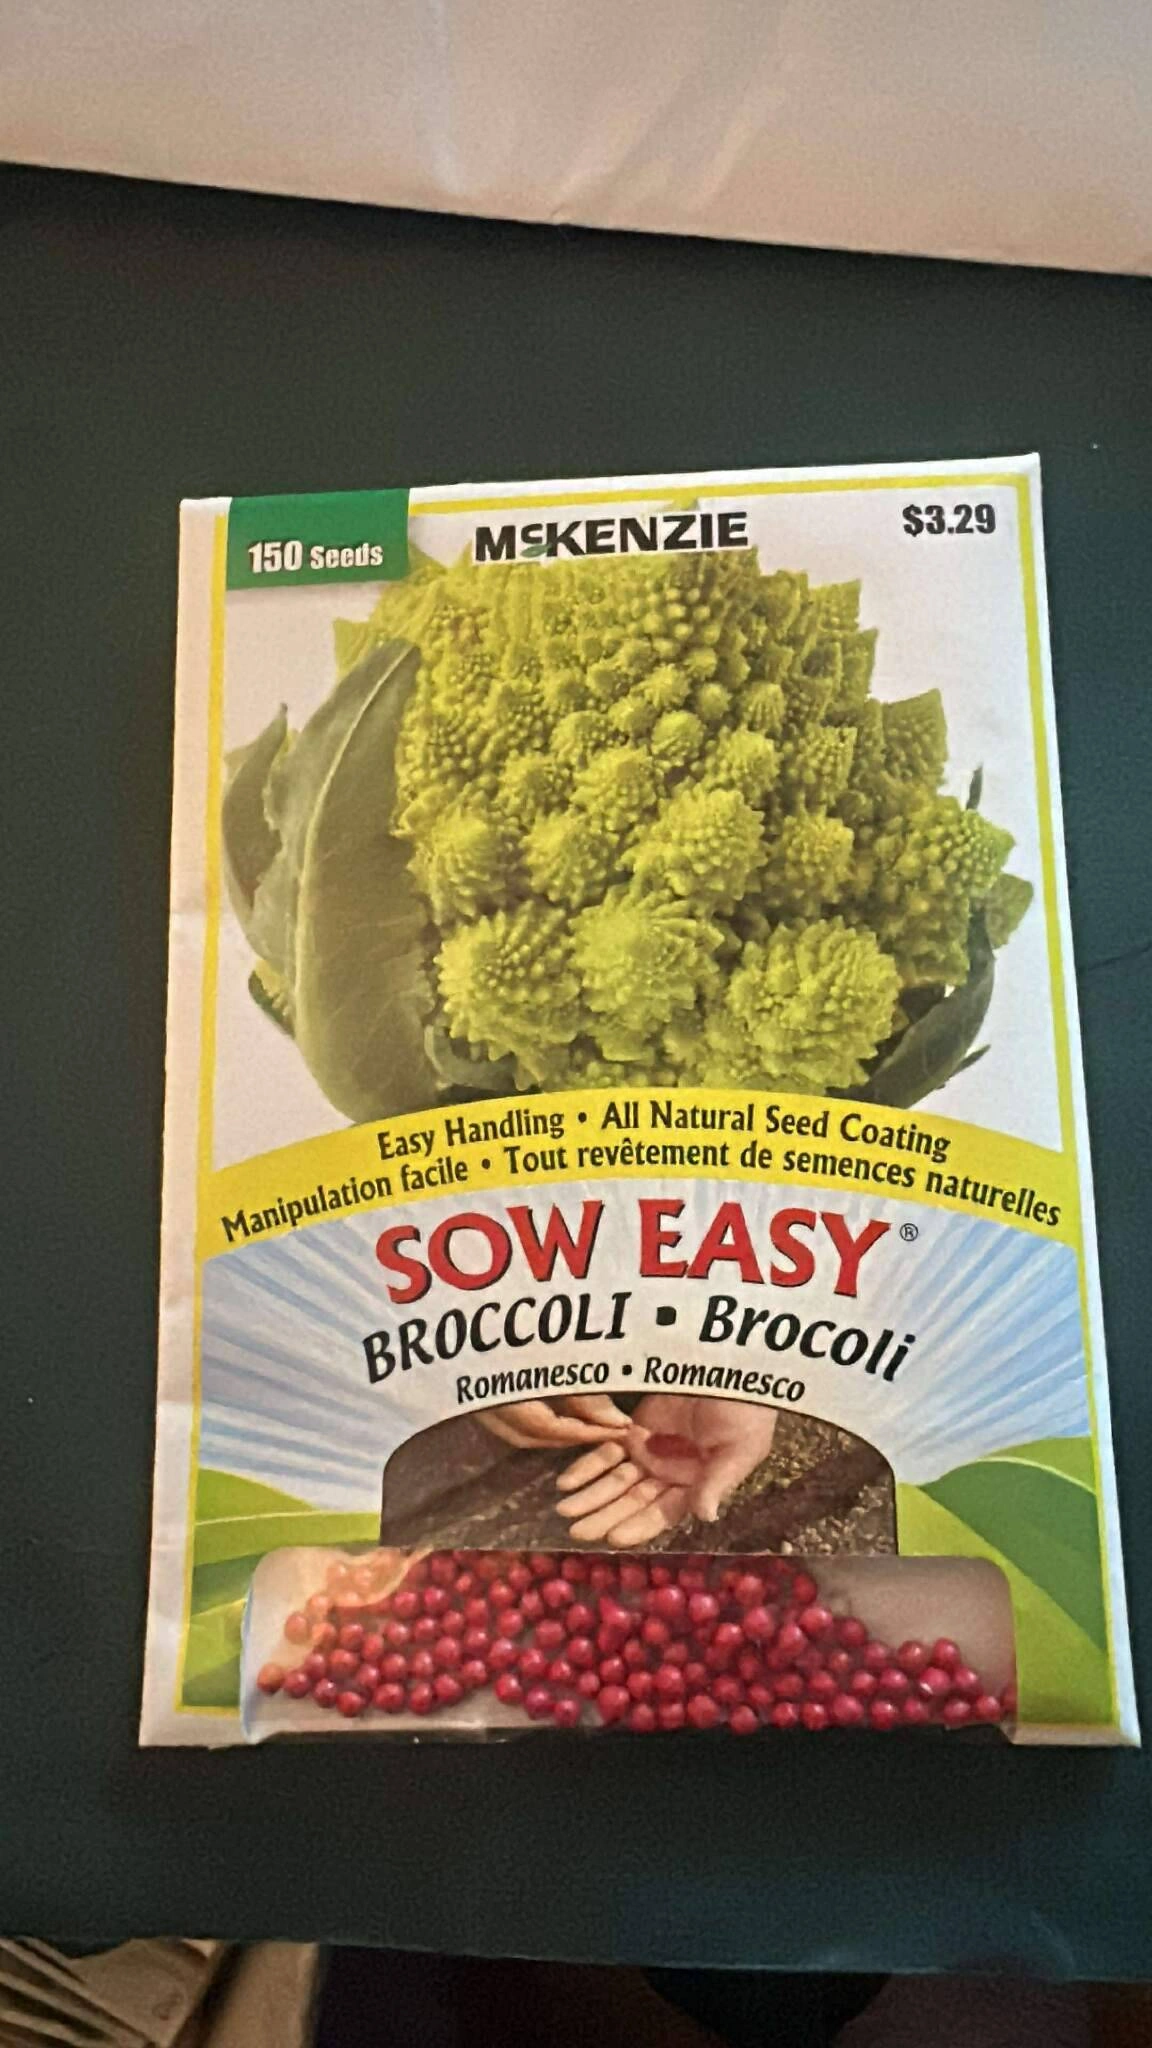 150 Seeds
McKENZIE
$3.29
Easy Handling • All Natural Seed Coating
Manipulation facile • Tout revêtement de semences naturelles
SOW EASY®
BROCCOLI • Brocoli
Romanesco • Romanesco